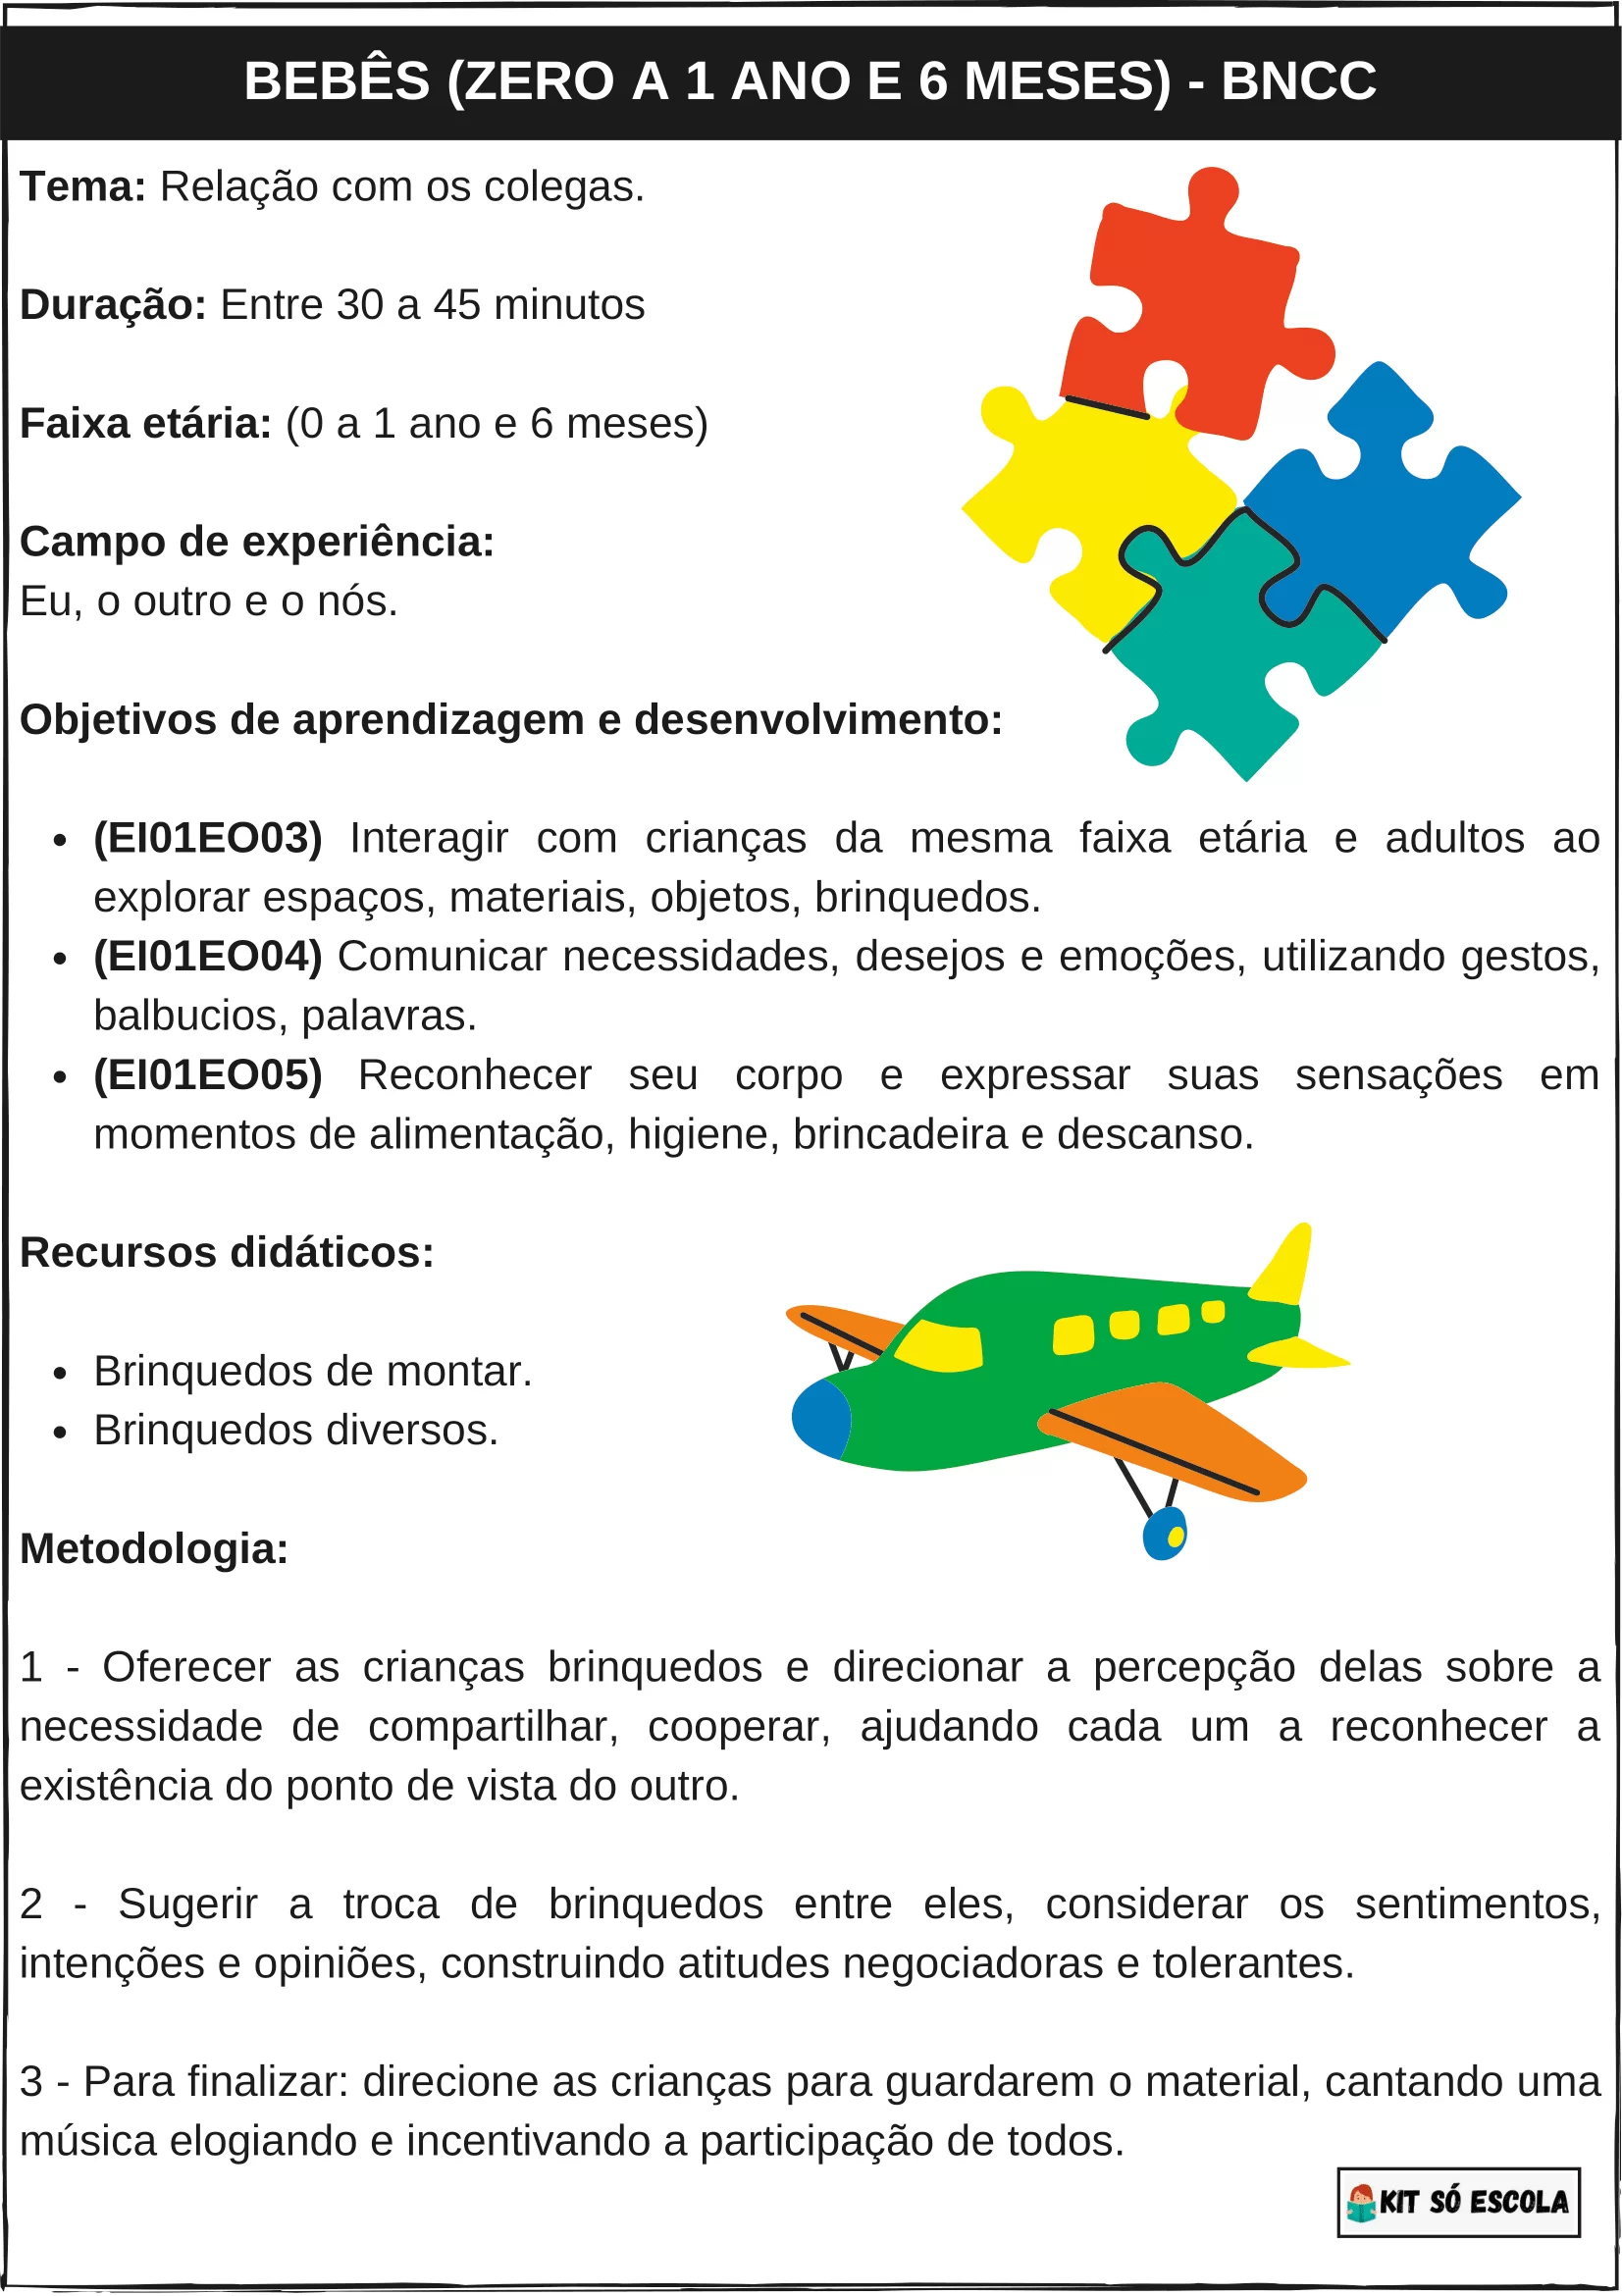 BEBÊS (ZERO A 1 ANO E 6 MESES) - BNCC
Tema: Relação com os colegas.
Duração: Entre 30 a 45 minutos
Faixa etária: (0 a 1 ano e 6 meses)
Campo de experiência:
Eu, o outro e o nós.
Objetivos de aprendizagem e desenvolvimento:
• (EI01EO03) Interagir com crianças da mesma faixa etária e adultos ao
explorar espaços, materiais, objetos, brinquedos.
• (EI01EO04) Comunicar necessidades, desejos e emoções, utilizando gestos,
balbucios, palavras.
• (EI01EO05) Reconhecer seu corpo e expressar suas sensações em
momentos de alimentação, higiene, brincadeira e descanso.
Recursos didáticos:
• Brinquedos de montar.
• Brinquedos diversos.
Metodologia:
1 - Oferecer as crianças brinquedos e direcionar a percepção delas sobre a
necessidade de compartilhar, cooperar, ajudando cada um a reconhecer a
existência do ponto de vista do outro.
2 - Sugerir a troca de brinquedos entre eles, considerar os sentimentos,
intenções e opiniões, construindo atitudes negociadoras e tolerantes.
3 - Para finalizar: direcione as crianças para guardarem o material, cantando uma
música elogiando e incentivando a participação de todos.
KIT SÓ ESCOLA